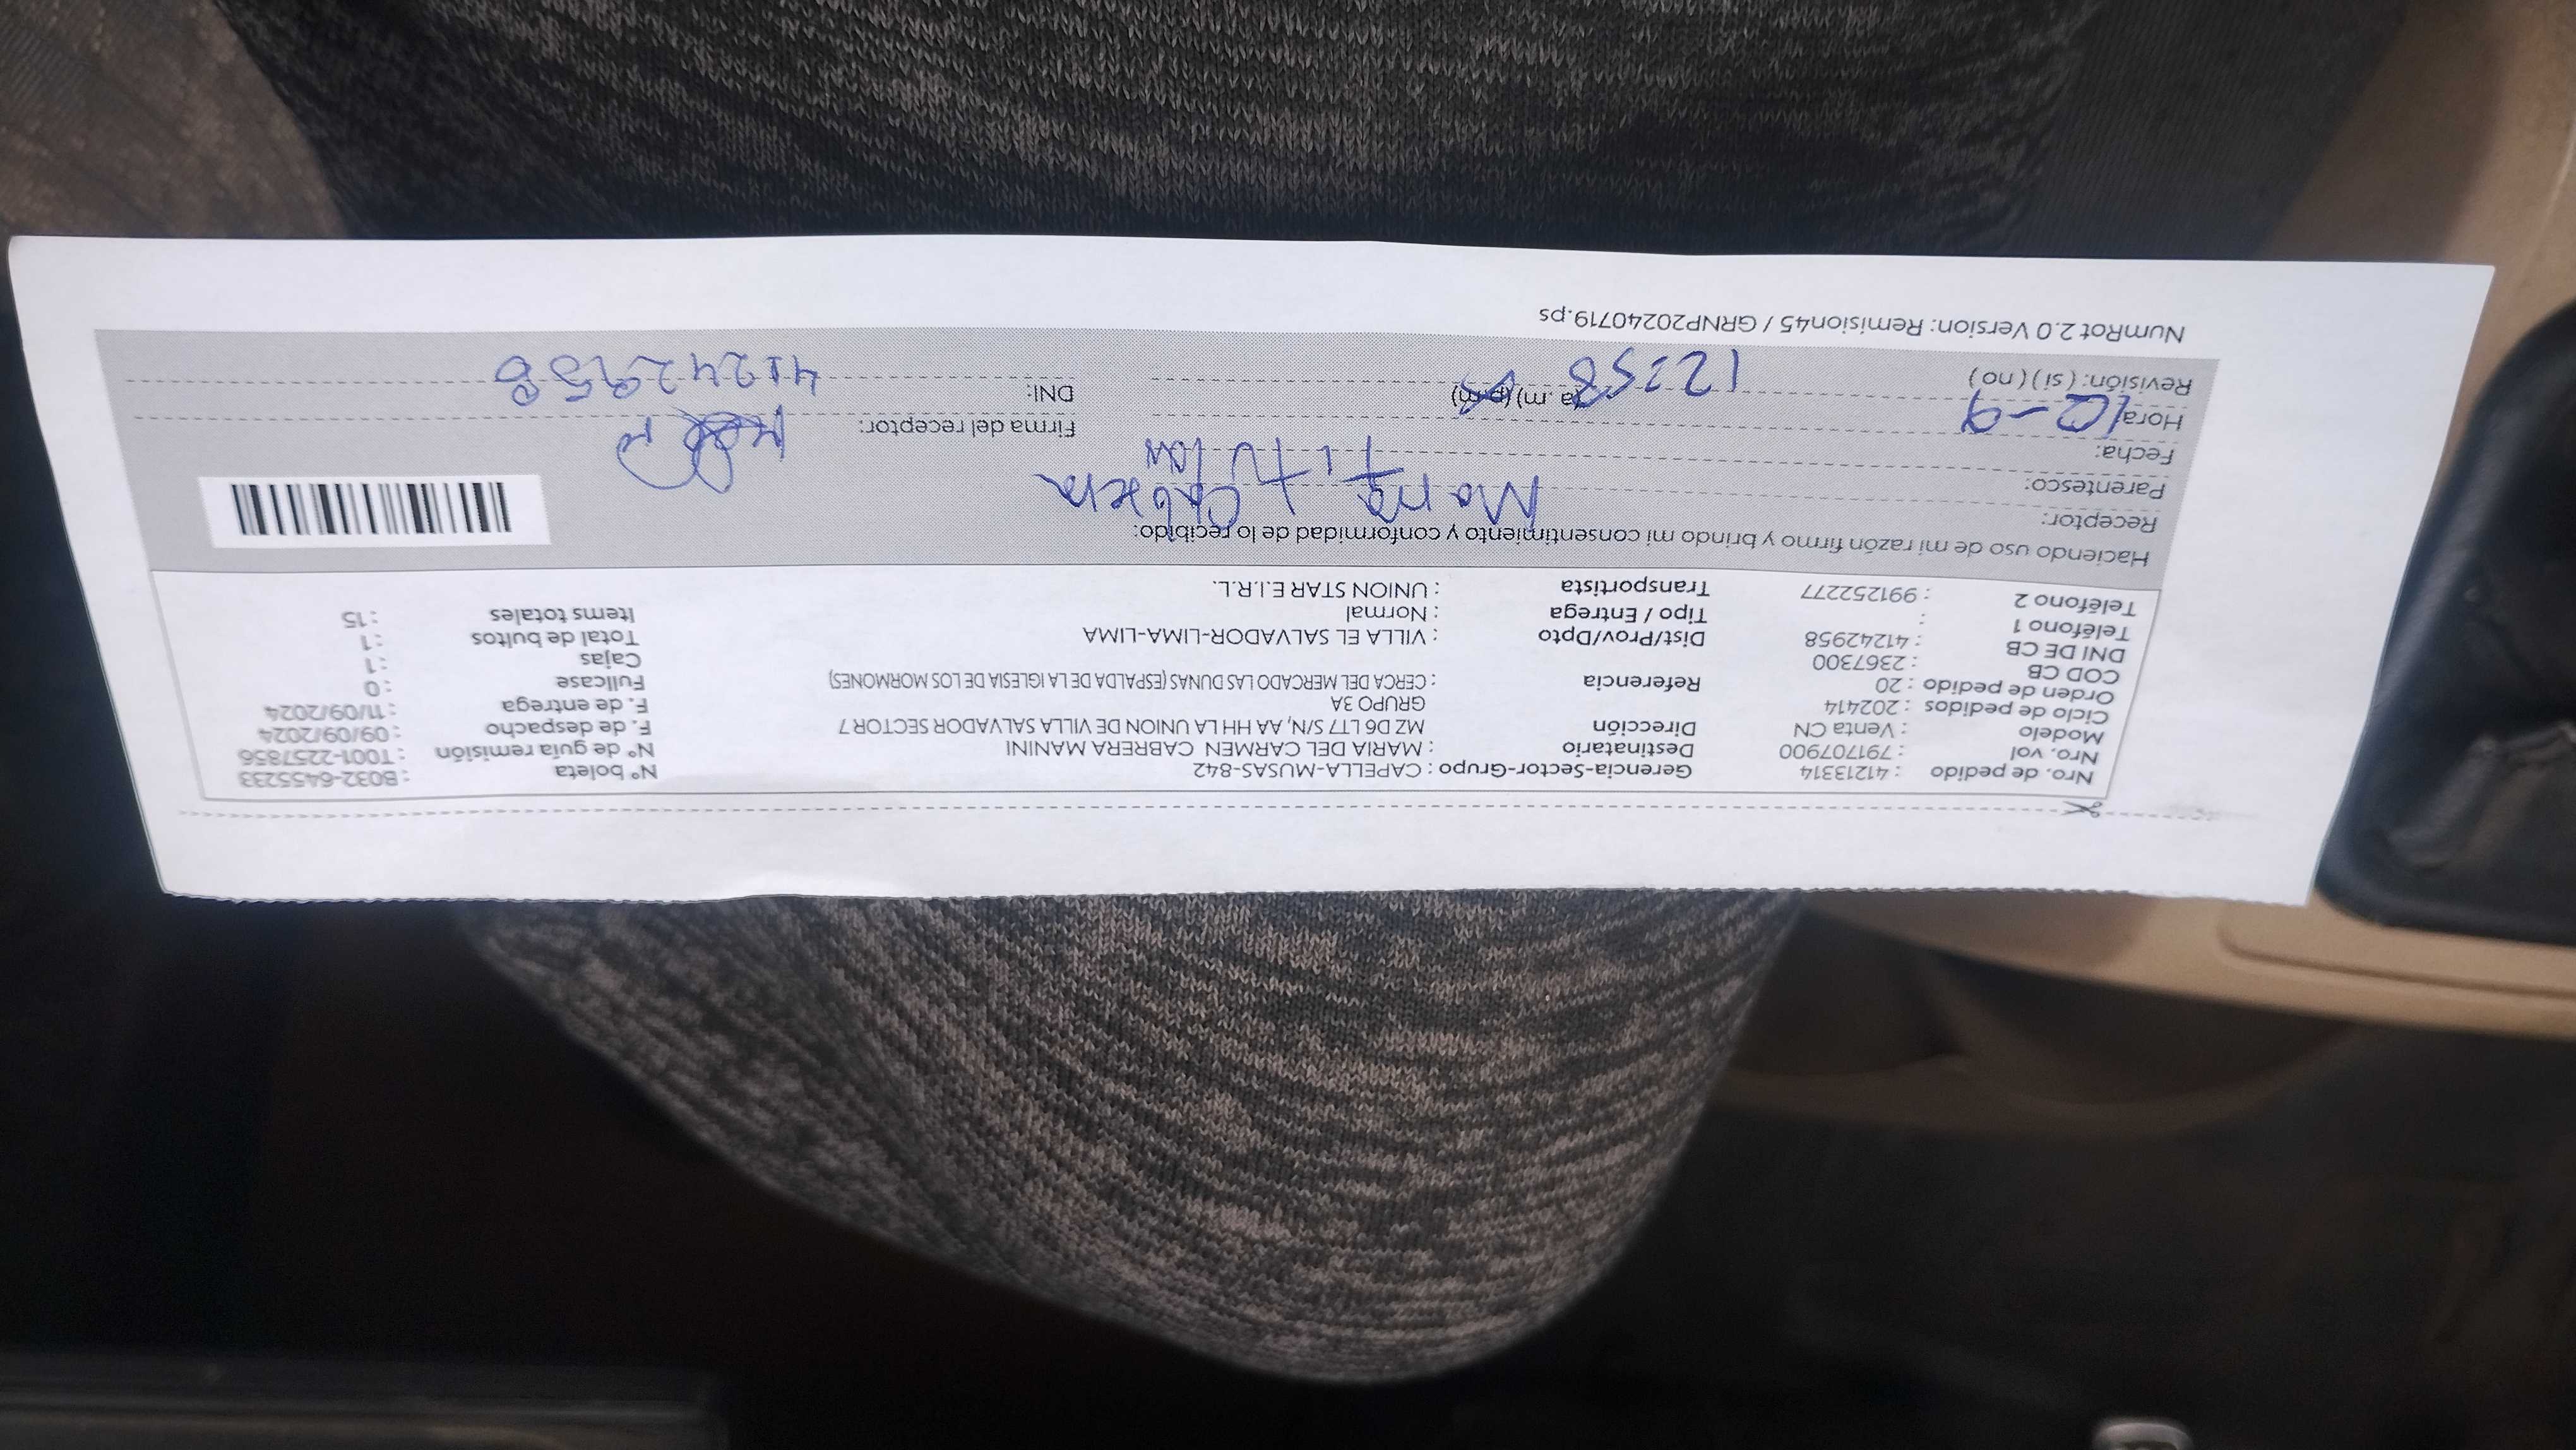 Nro. de pedido : 41213314 Gerencia-Sector-Grupo : CAPELLA-MUSAS-842 N° boleta : B032-6455233
Nro. vol : 791707900 Destinatario : MARIA DEL CARMEN CABRERA MANINI N° de guía remisión : T001-2257856
Modelo : Venta CN Dirección MZ D6 LT7 S/N, AA HH LA UNION DE VILLA SALVADOR SECTOR 7 F. de despacho : 09/09/2024
Ciclo de pedidos : 202414 GRUPO 3A F. de entrega : 11/09/2024
Orden de pedido : 20 Referencia : CERCA DEL MERCADO LAS DUNAS (ESPALDA DE LA IGLESIA DE LOS MORMONES) Fullcase : 0
COD CB : 2367300 Cajas : 1
DNI DE CB : 41242958 Dist/Prov/Dpto : VILLA EL SALVADOR-LIMA-LIMA Total de bultos : 1
Teléfono 1 : Tipo / Entrega : Normal Items totales : 15
Teléfono 2 : 991252277 Transportista : UNION STAR E.I.R.L.
Haciendo uso de mi razón firmo y brindo mi consentimiento y conformidad de lo recibido:
Receptor: Maria Cabrera
Parentesco: Titular
Fecha: 10-9
Firma del receptor:
Hora: 12:58 (a.m) (p.m)
DNI: 41242958
Revisión: ( si ) ( no )
NumRot 2.0 Version: Remision45 / GRNP20240719.ps